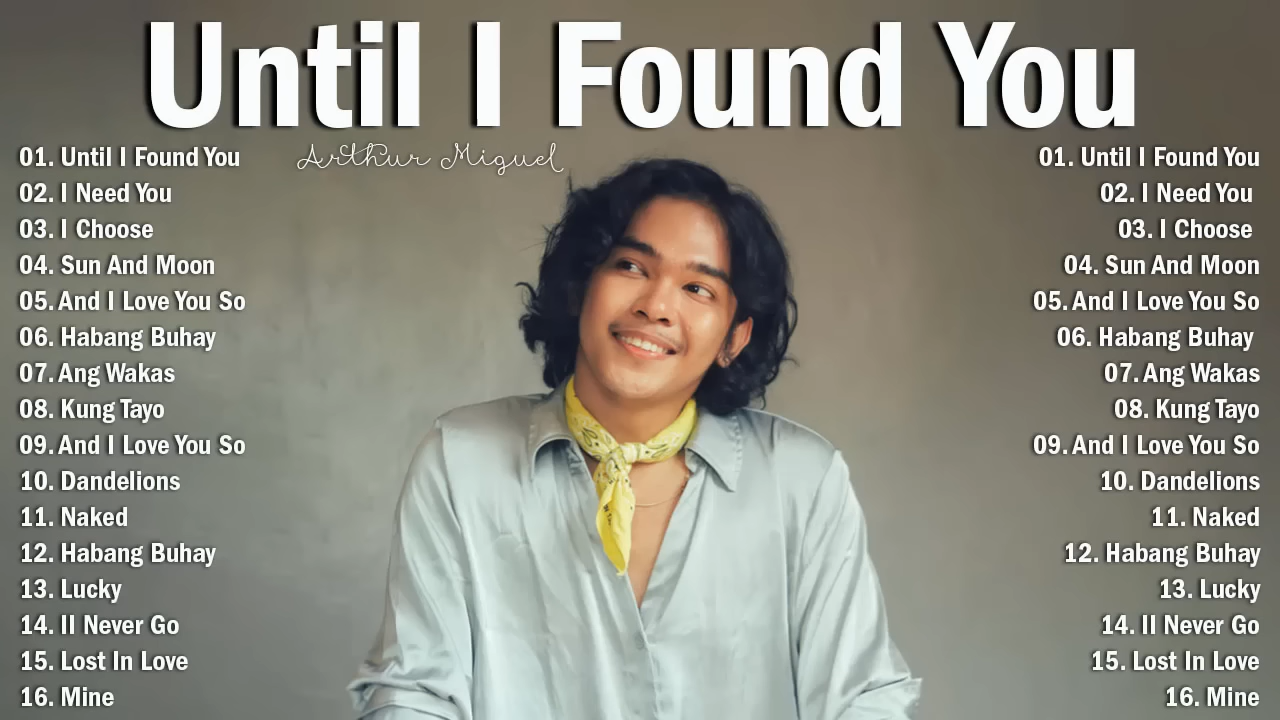 Until I Found You
Arthur Miguel
01. Until I Found You
02. I Need You
03. I Choose
04. Sun And Moon
05. And I Love You So
06. Habang Buhay
07. Ang Wakas
08. Kung Tayo
09. And I Love You So
10. Dandelions
11. Naked
12. Habang Buhay
13. Lucky
14. Il Never Go
15. Lost In Love
16. Mine
01. Until I Found You
02. I Need You
03. I Choose
04. Sun And Moon
05. And I Love You So
06. Habang Buhay
07. Ang Wakas
08. Kung Tayo
09. And I Love You So
10. Dandelions
11. Naked
12. Habang Buhay
13. Lucky
14. Il Never Go
15. Lost In Love
16. Mine